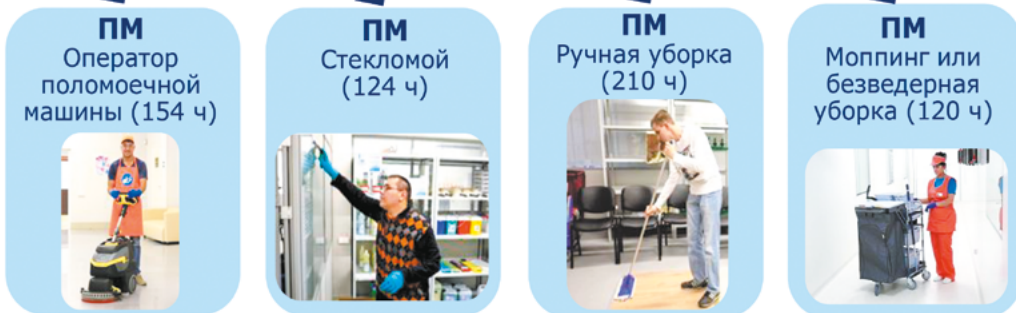 ПМ
Оператор
поломоечной
машины (154 ч)
ПМ
Стекломой
(124 ч)
ПМ
Ручная уборка
(210 ч)
ПМ
Моппинг или
безведерная
уборка (120 ч)